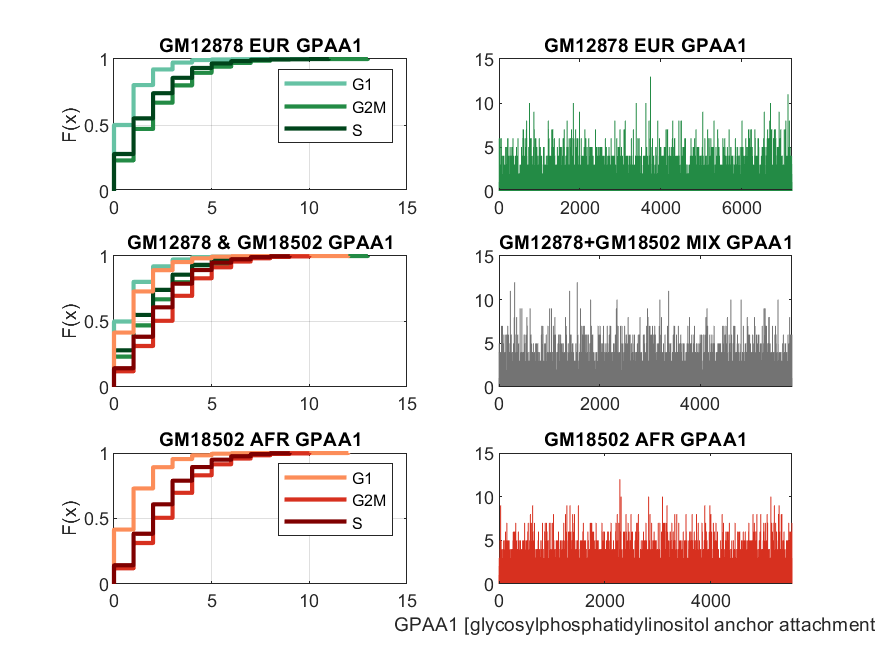 GM12878 EUR GPAA1
1
0.5
0
F(x)
0 5 10 15
G1
G2M
S
GM12878 EUR GPAA1
15
10
5
0
0 2000 4000 6000
GM12878 & GM18502 GPAA1
1
0.5
0
F(x)
0 5 10 15
GM12878+GM18502 MIX GPAA1
15
10
5
0
0 2000 4000
GM18502 AFR GPAA1
1
0.5
0
F(x)
0 5 10 15
G1
G2M
S
GM18502 AFR GPAA1
15
10
5
0
0 2000 4000
GPAA1 [glycosylphosphatidylinositol anchor attachment